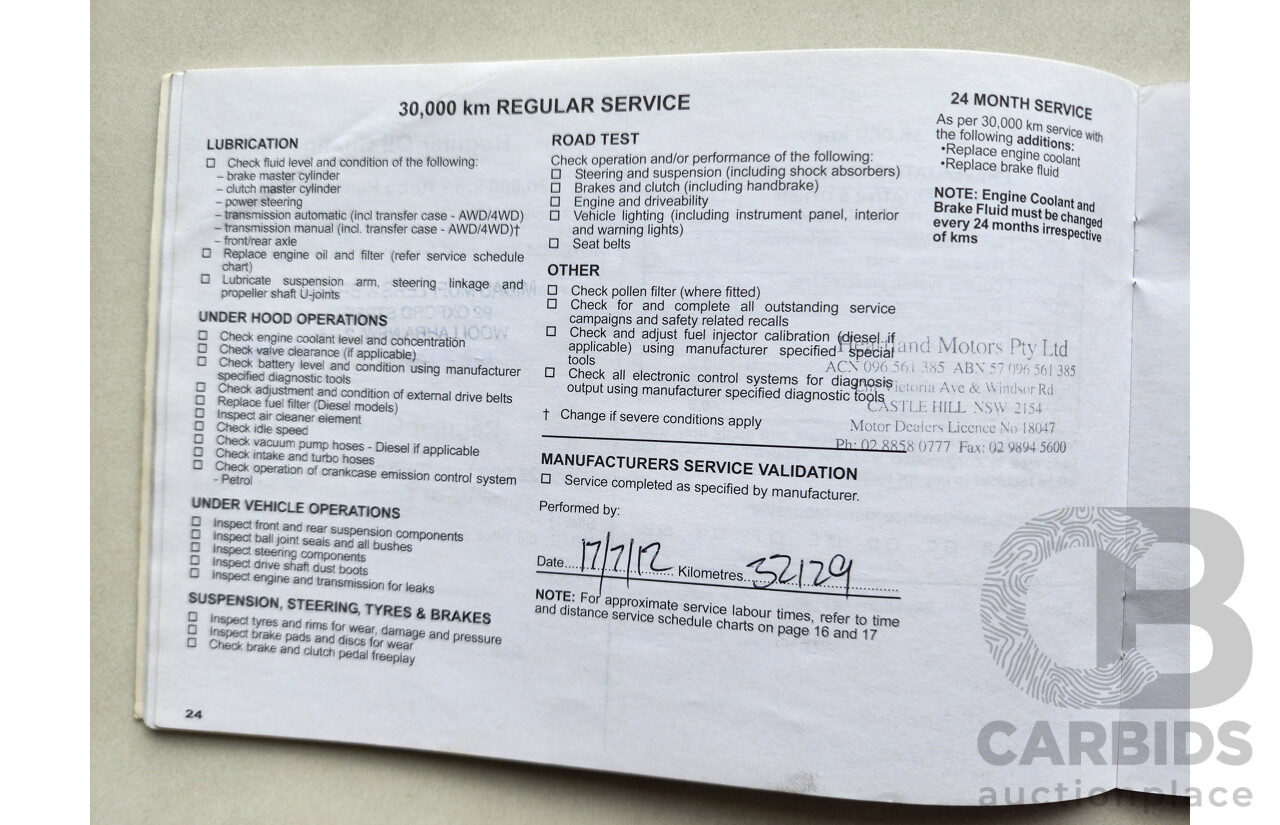 30,000 km REGULAR SERVICE
LUBRICATION
Check fluid level and condition of the following:
– brake master cylinder
– clutch master cylinder
– power steering
– transmission automatic (incl transfer case - AWD/4WD)
– transmission manual (incl. transfer case - AWD/4WD)†
– front/rear axle
Replace engine oil and filter (refer service schedule
chart)
Lubricate suspension arm, steering linkage and
propeller shaft U-joints
UNDER HOOD OPERATIONS
Check engine coolant level and concentration
Check valve clearance (if applicable)
Check battery level and condition using manufacturer
specified diagnostic tools
Check adjustment and condition of external drive belts
Replace fuel filter (Diesel models)
Inspect air cleaner element
Check idle speed
Check vacuum pump hoses - Diesel if applicable
Check intake and turbo hoses
Check operation of crankcase emission control system
- Petrol
UNDER VEHICLE OPERATIONS
Inspect front and rear suspension components
Inspect ball joint seals and all bushes
Inspect steering components
Inspect drive shaft dust boots
Inspect engine and transmission for leaks
SUSPENSION, STEERING, TYRES & BRAKES
Inspect tyres and rims for wear, damage and pressure
Inspect brake pads and discs for wear
Check brake and clutch pedal freeplay
24
ROAD TEST
Check operation and/or performance of the following:
Steering and suspension (including shock absorbers)
Brakes and clutch (including handbrake)
Engine and driveability
Vehicle lighting (including instrument panel, interior
and warning lights)
Seat belts
OTHER
Check pollen filter (where fitted)
Check for and complete all outstanding service
campaigns and safety related recalls
Check and adjust fuel injector calibration (diesel if
applicable) using manufacturer specified special
tools
Check all electronic control systems for diagnosis
output using manufacturer specified diagnostic tools
† Change if severe conditions apply
MANUFACTURERS SERVICE VALIDATION
Service completed as specified by manufacturer.
Performed by:
Date 17/7/12 Kilometres 32129
NOTE: For approximate service labour times, refer to time
and distance service schedule charts on page 16 and 17
24 MONTH SERVICE
As per 30,000 km service with
the following additions:
•Replace engine coolant
•Replace brake fluid
NOTE: Engine Coolant and
Brake Fluid must be changed
every 24 months irrespective
of kms
Motors Pty Ltd
ACN 096 561 385 ABN 57 096 561 385
Victoria Ave & Windsor Rd
CASTLE HILL NSW 2154
Motor Dealers Licence No 18047
Ph: 02 8858 0777 Fax: 02 9894 5600
CB
CARBIDS
auctionplace